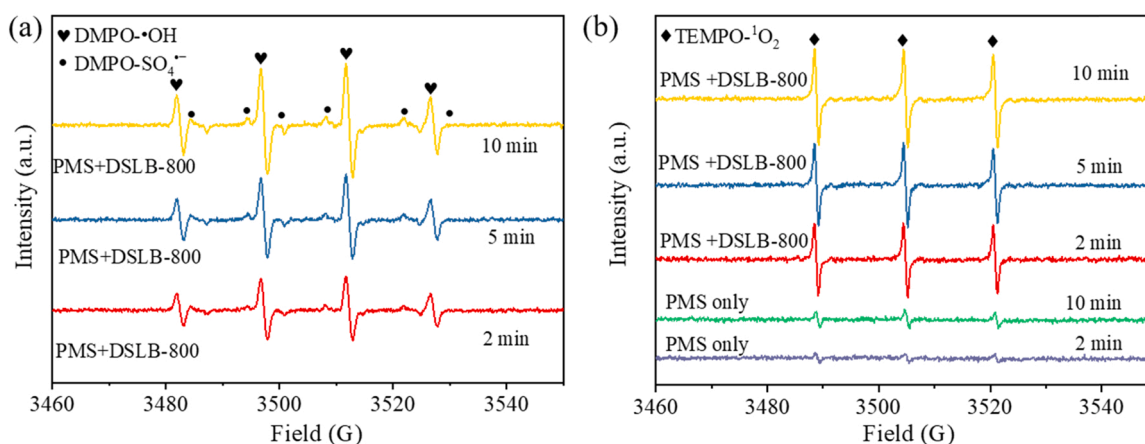 (a)
♥ DMPO-•OH
• DMPO-SO₄•⁻
10 min
PMS+DSLB-800
5 min
PMS+DSLB-800
2 min
PMS+DSLB-800
Intensity (a.u.)
3460 3480 3500 3520 3540
Field (G)
(b)
♦ TEMPO-¹O₂
PMS +DSLB-800 10 min
PMS +DSLB-800 5 min
PMS +DSLB-800 2 min
PMS only 10 min
PMS only 2 min
Intensity (a.u.)
3460 3480 3500 3520 3540
Field (G)